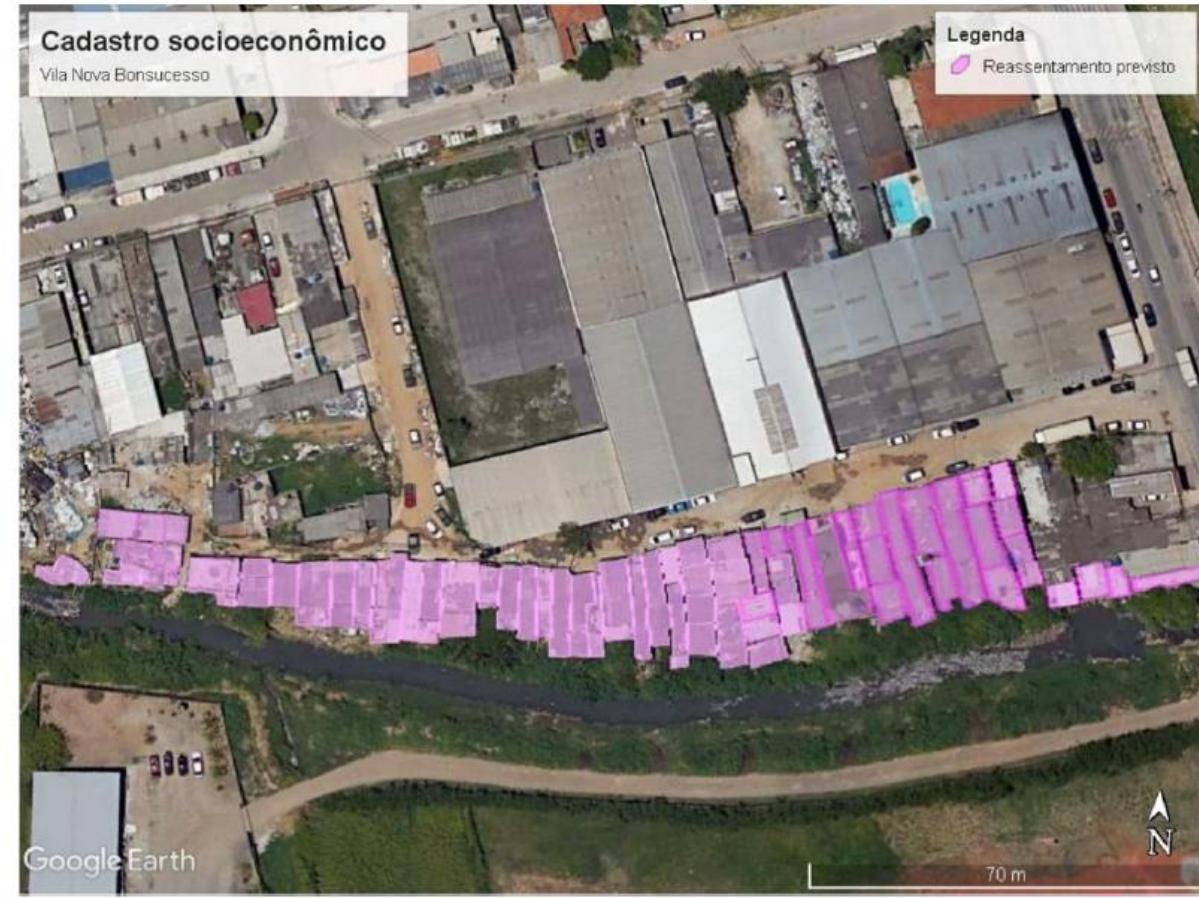 Cadastro socioeconômico
Vila Nova Bonsucesso
Legenda
Reassentamento previsto
N
Google Earth
70 m